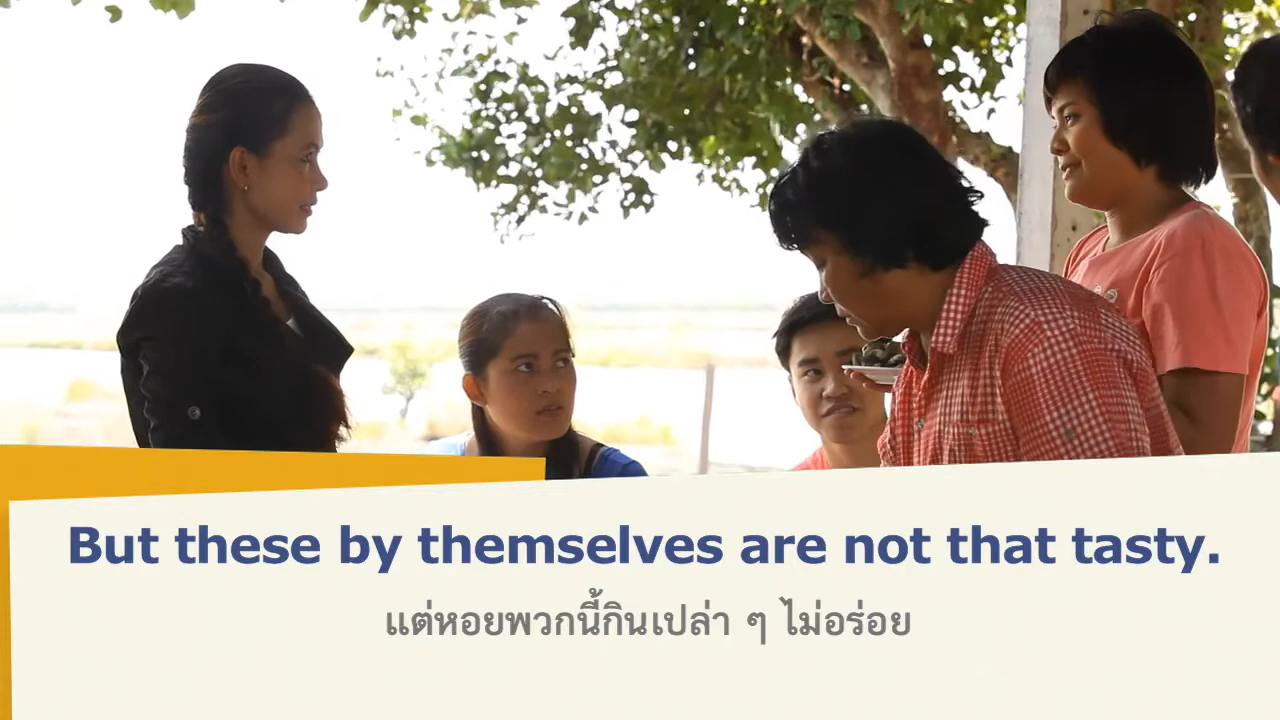 But these by themselves are not that tasty.
แต่หอยพวกนี้กินเปล่า ๆ ไม่อร่อย